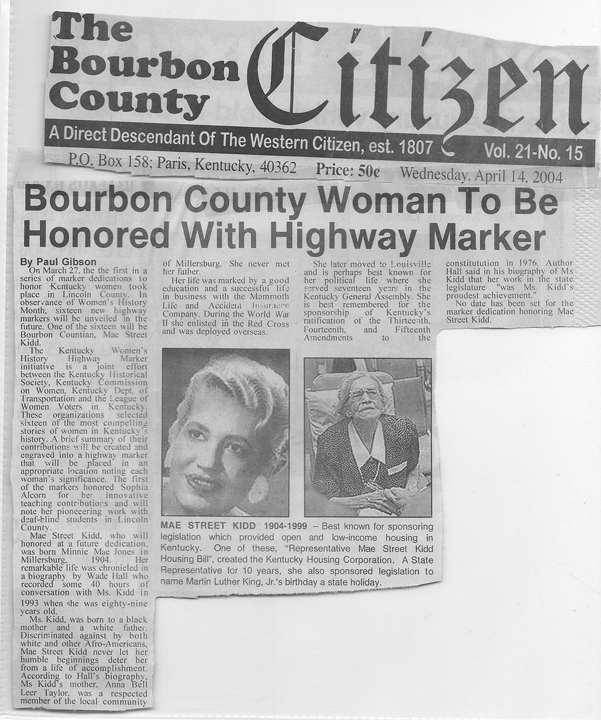 The
Bourbon
County
Citizen
A Direct Descendant Of The Western Citizen, est. 1807 Vol. 21-No. 15
P.O. Box 158; Paris, Kentucky, 40362 Price: 50¢ Wednesday, April 14, 2004
Bourbon County Woman To Be
Honored With Highway Marker
By Paul Gibson
On March 27, the the first in a
series of marker dedications to
honor Kentucky women took
place in Lincoln County. In
observance of Women's History
Month, sixteen new highway
markers will be unveiled in the
future. One of the sixteen will be
Bourbon Countian, Mae Street
Kidd.
The Kentucky Women's
History Highway Marker
initiative is a joint effort
between the Kentucky Historical
Society, Kentucky Commission
on Women, Kentucky Dept. of
Transportation and the League of
Women Voters in Kentucky.
These organizations selected
sixteen of the most compelling
stories of women in Kentucky's
history. A brief summary of their
contributions will be created and
engraved into a highway marker
that will be placed in an
appropriate location noting each
woman's significance. The first
of the markers honored Sophia
Alcorn for her innovative
teaching contributions and will
note her pioneering work with
deaf-blind students in Lincoln
County.
Mae Street Kidd, who will
honored at a future dedication,
was born Minnie Mae Jones in
Millersburg, 1904. Her
remarkable life was chronicled in
a biography by Wade Hall who
recorded some 40 hours of
conversation with Ms. Kidd in
1993 when she was eighty-nine
years old.
Ms. Kidd, was born to a black
mother and a white father.
Discriminated against by both
white and other Afro-Americans,
Mae Street Kidd never let her
humble beginnings deter her
from a life of accomplishment.
According to Hall's biography,
Ms Kidd's mother, Anna Bell
Leer Taylor, was a respected
member of the local community
of Millersburg. She never met
her father.
Her life was marked by a good
education and a successful life
in business with the Mammoth
Life and Accident Insurance
Company. During the World War
II she enlisted in the Red Cross
and was deployed overseas.
She later moved to Louisville
and is perhaps best known for
her political life where she
served seventeen years in the
Kentucky General Assembly. She
is best remembered for the
sponsorship of Kentucky's
ratification of the Thirteenth,
Fourteenth, and Fifteenth
Amendments to the
constitutution in 1976. Author
Hall said in his biography of Ms
Kidd that her work in the state
legislature "was Ms. Kidd's
proudest achievement."
No date has been set for the
marker dedication honoring Mae
Street Kidd.
MAE STREET KIDD 1904-1999 – Best known for sponsoring
legislation which provided open and low-income housing in
Kentucky. One of these, "Representative Mae Street Kidd
Housing Bill", created the Kentucky Housing Corporation. A State
Representative for 10 years, she also sponsored legislation to
name Martin Luther King, Jr.'s birthday a state holiday.